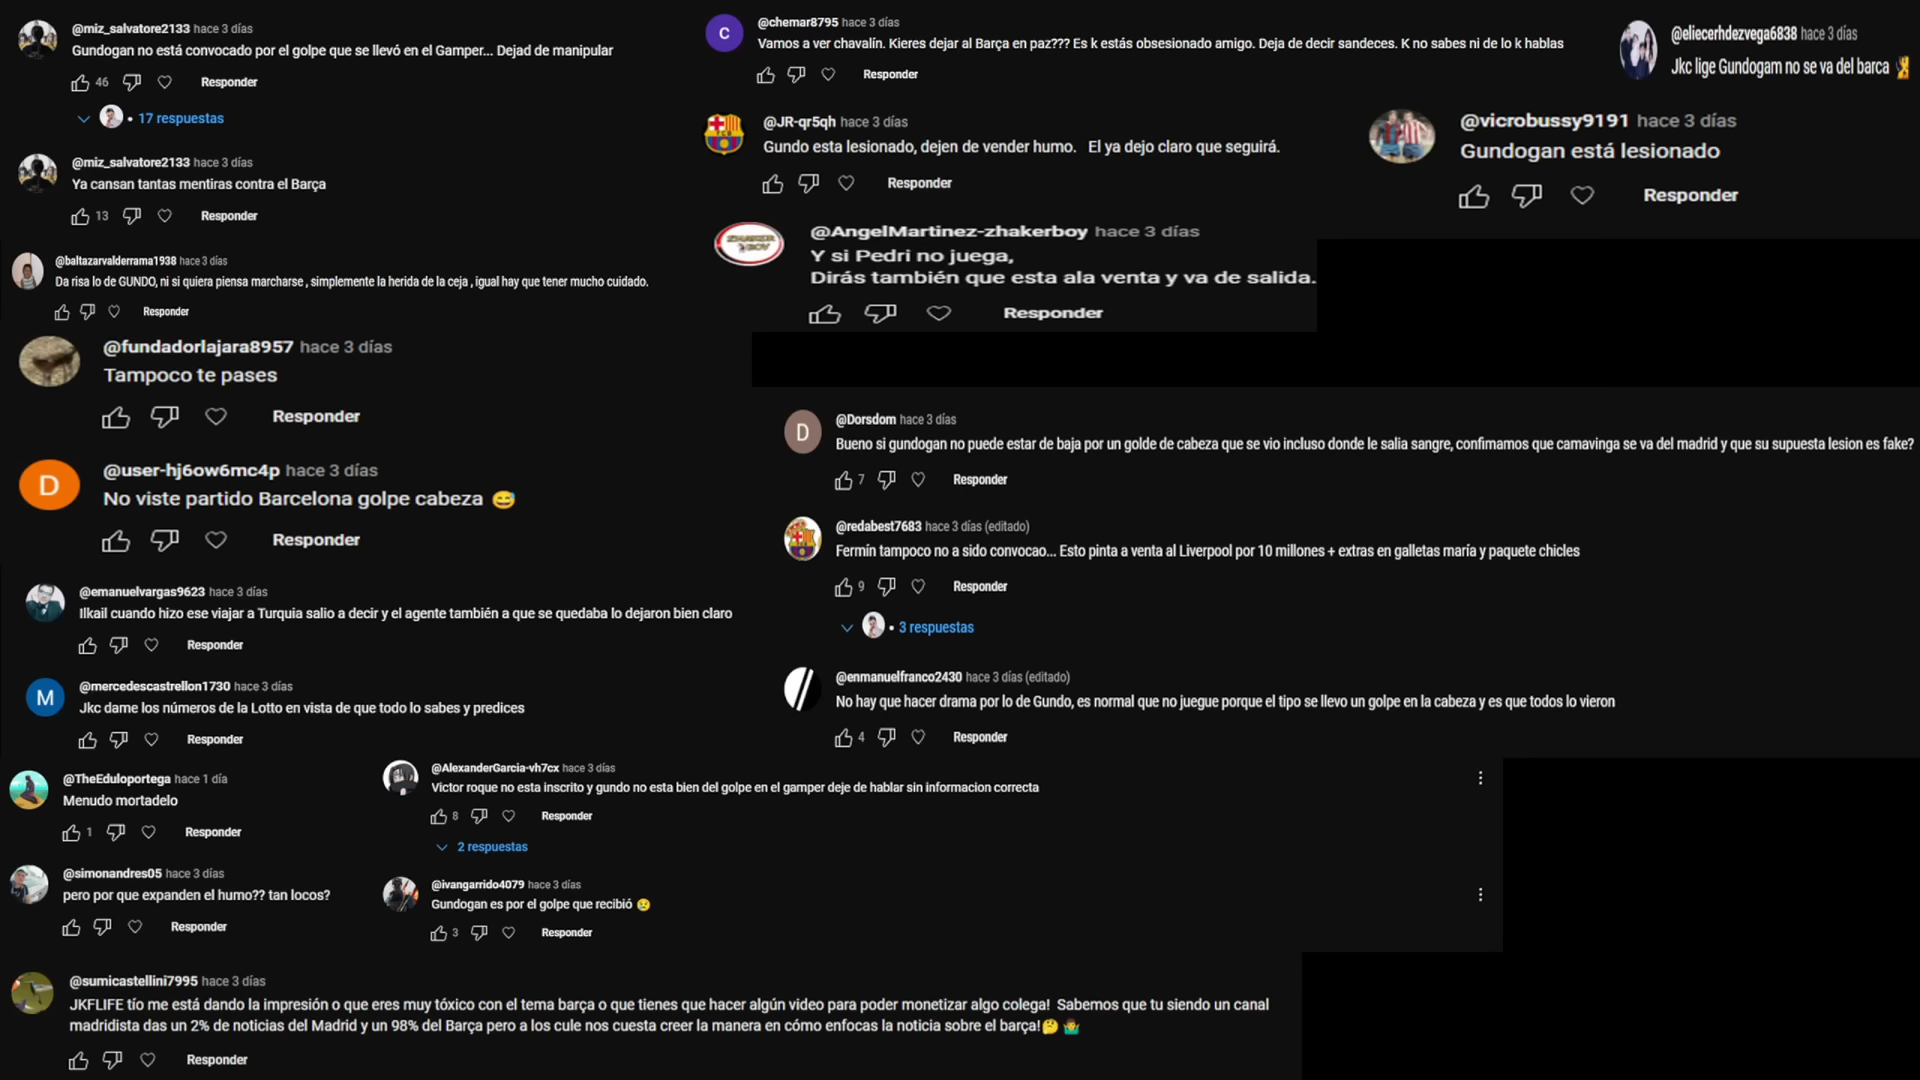 @miz_salvatore2133 hace 3 días
Gundogan no está convocado por el golpe que se llevó en el Gamper... Dejad de manipular
46 Responder
17 respuestas
@miz_salvatore2133 hace 3 días
Ya cansan tantas mentiras contra el Barça
13 Responder
@baltazarvalderrama1938 hace 3 días
Da risa lo de GUNDO, ni si quiera piensa marcharse , simplemente la herida de la ceja , igual hay que tener mucho cuidado.
Responder
@fundadorlajara8957 hace 3 días
Tampoco te pases
Responder
D
@user-hj6ow6mc4p hace 3 días
No viste partido Barcelona golpe cabeza 😅
Responder
@emanuelvargas9623 hace 3 días
Ilkail cuando hizo ese viajar a Turquia salio a decir y el agente también a que se quedaba lo dejaron bien claro
Responder
M
@mercedescastrellon1730 hace 3 días
Jkc dame los números de la Lotto en vista de que todo lo sabes y predices
Responder
@TheEduloportega hace 1 día
Menudo mortadelo
1 Responder
@simonandres05 hace 3 días
pero por que expanden el humo?? tan locos?
Responder
@AlexanderGarcia-vh7cx hace 3 días
Victor roque no esta inscrito y gundo no esta bien del golpe en el gamper deje de hablar sin informacion correcta
8 Responder
2 respuestas
@ivangarrido4079 hace 3 días
Gundogan es por el golpe que recibió 😢
3 Responder
@sumicastellini7995 hace 3 días
JKFLIFE tío me está dando la impresión o que eres muy tóxico con el tema barça o que tienes que hacer algún video para poder monetizar algo colega! Sabemos que tu siendo un canal
madridista das un 2% de noticias del Madrid y un 98% del Barça pero a los cule nos cuesta creer la manera en cómo enfocas la noticia sobre el barça!🤔 🤷‍♂️
Responder
C
@chemar8795 hace 3 días
Vamos a ver chavalín. Kieres dejar al Barça en paz??? Es k estás obsesionado amigo. Deja de decir sandeces. K no sabes ni de lo k hablas
Responder
@JR-qr5qh hace 3 días
Gundo esta lesionado, dejen de vender humo. El ya dejo claro que seguirá.
Responder
ZHAKER BOY
@AngelMartinez-zhakerboy hace 3 días
Y si Pedri no juega,
Dirás también que esta ala venta y va de salida.
Responder
@eliecerhdezvega6838 hace 3 días
Jkc lige Gundogam no se va del barca
@vicrobussy9191 hace 3 días
Gundogan está lesionado
Responder
D
@Dorsdom hace 3 días
Bueno si gundogan no puede estar de baja por un golde de cabeza que se vio incluso donde le salia sangre, confimamos que camavinga se va del madrid y que su supuesta lesion es fake?
7 Responder
@redabest7683 hace 3 días (editado)
Fermín tampoco no a sido convocao... Esto pinta a venta al Liverpool por 10 millones + extras en galletas maría y paquete chicles
9 Responder
3 respuestas
@enmanuelfranco2430 hace 3 días (editado)
No hay que hacer drama por lo de Gundo, es normal que no juegue porque el tipo se llevo un golpe en la cabeza y es que todos lo vieron
4 Responder